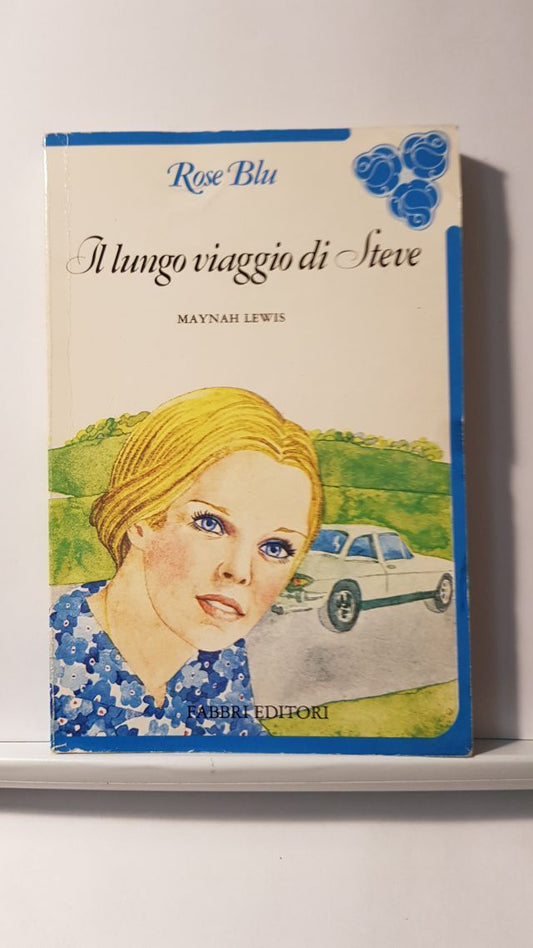 Rose Blu
Il lungo viaggio di Steve
MAYNAH LEWIS
FABBRI EDITORI